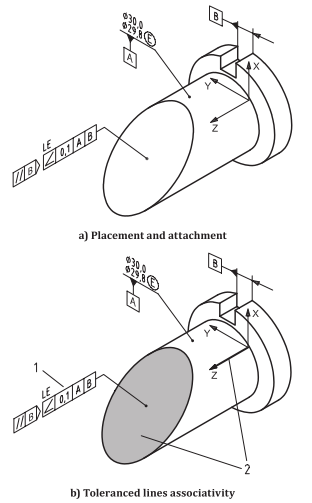 ø30,0
ø29,8 Ⓔ
A
B
X
Y
Z
LE
// B ∠ 0,1 A B
a) Placement and attachment
ø30,0
ø29,8 Ⓔ
A
B
X
Y
Z
1
LE
// B ∠ 0,1 A B
2
b) Toleranced lines associativity